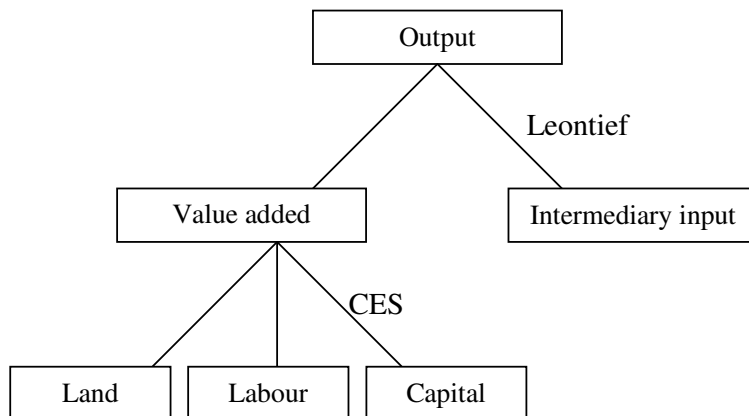 Output
Leontief
Value added
Intermediary input
CES
Land
Labour
Capital